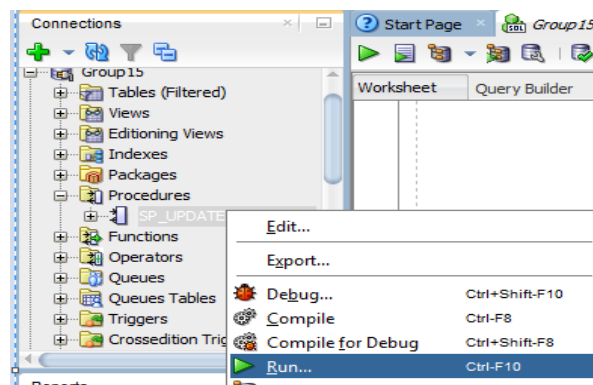 Connections
Start Page
Group15
Group15
Worksheet
Query Builder
Tables (Filtered)
Views
Editioning Views
Indexes
Packages
Procedures
SP_UPDATE
Functions
Operators
Queues
Queues Tables
Triggers
Crossedition Trig
Edit...
Export...
Debug... Ctrl+Shift-F10
Compile Ctrl-F8
Compile for Debug Ctrl+Shift-F8
Run... Ctrl-F10
Reports